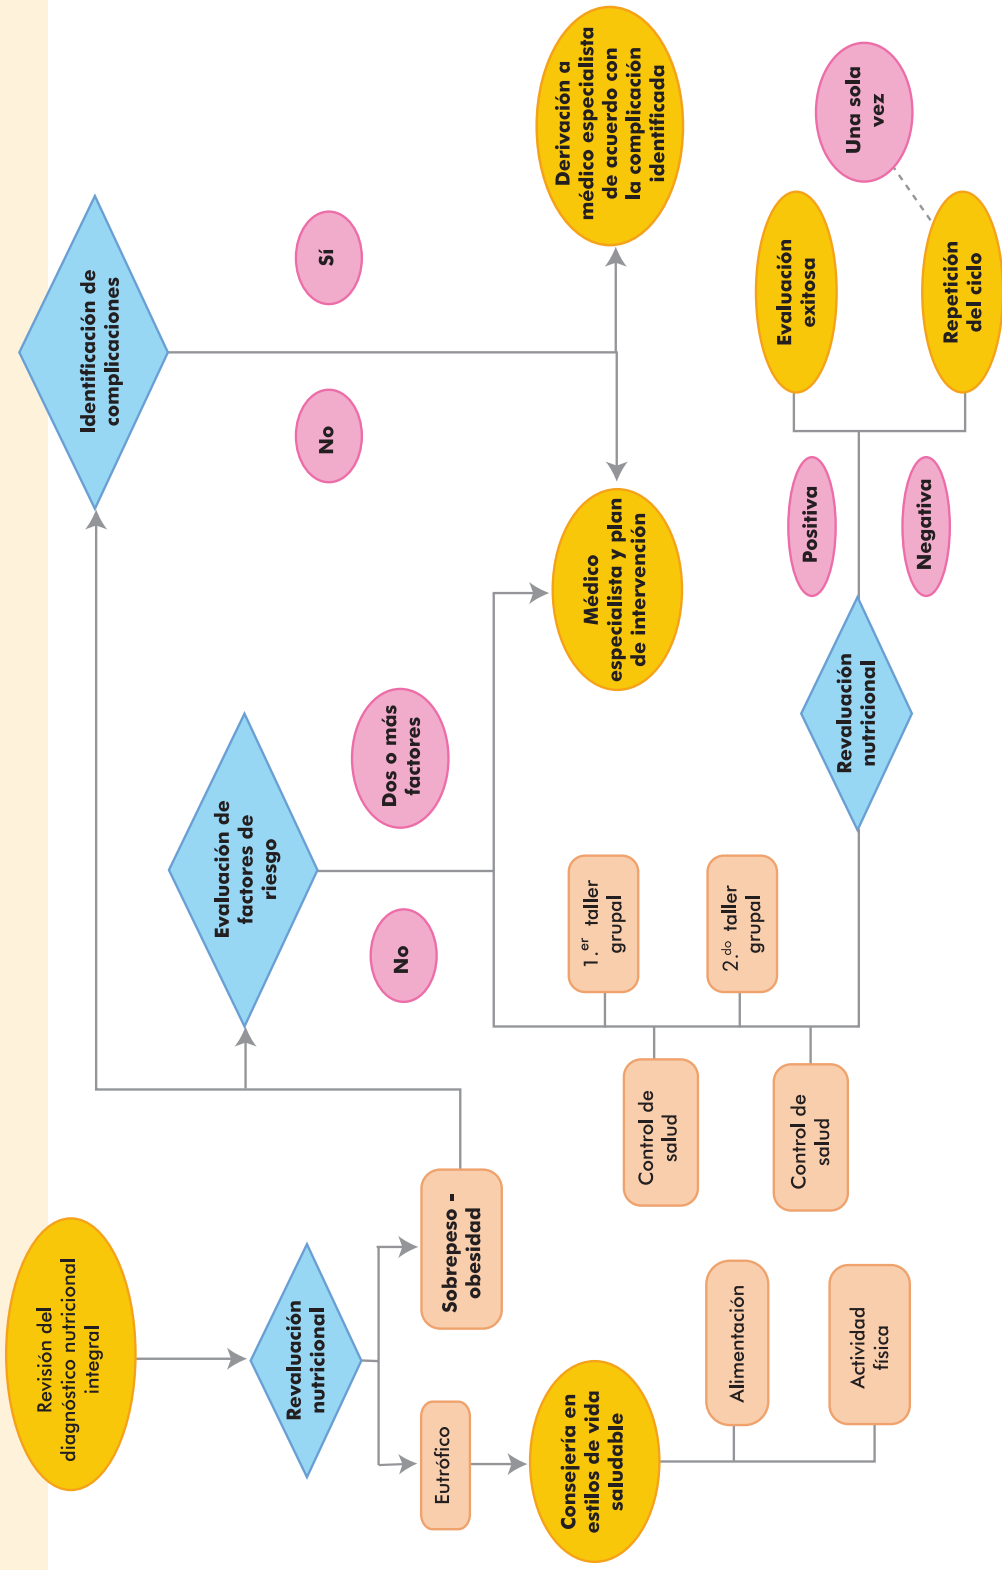 Revisión del
diagnóstico nutricional
integral
Revaluación
nutricional
Eutrófico
Sobrepeso -
obesidad
Consejería en
estilos de vida
saludable
Alimentación
Actividad
física
Evaluación de
factores de
riesgo
No
Dos o más
factores
Control de
salud
Control de
salud
1.er taller
grupal
2.do taller
grupal
Médico
especialista y plan
de intervención
Revaluación
nutricional
Positiva
Negativa
Evaluación
exitosa
Repetición
del ciclo
Una sola
vez
Identificación de
complicaciones
No
Sí
Derivación a
médico especialista
de acuerdo con
la complicación
identificada